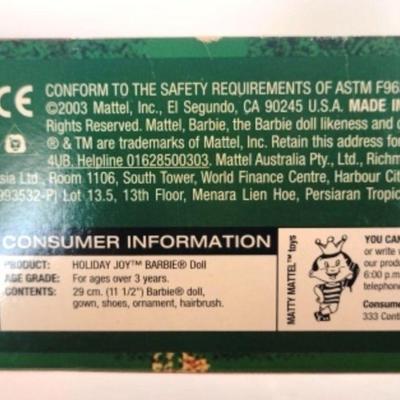 CE CONFORM TO THE SAFETY REQUIREMENTS OF ASTM F96
©2003 Mattel, Inc., El Segundo, CA 90245 U.S.A. MADE IN
Rights Reserved. Mattel, Barbie, the Barbie doll likeness and
® & TM are trademarks of Mattel, Inc. Retain this address for
4UB. Helpline 01628500303. Mattel Australia Pty., Ltd., Richm
sia Ltd., Room 1106, South Tower, World Finance Centre, Harbour City
993532-P) Lot 13.5, 13th Floor, Menara Lien Hoe, Persiaran Tropic
CONSUMER INFORMATION
PRODUCT: HOLIDAY JOY™ BARBIE® Doll
AGE GRADE: For ages over 3 years.
CONTENTS: 29 cm. (11 1/2") Barbie® doll,
gown, shoes, ornament, hairbrush.
MATTY MATTEL™ toys
YOU CAN
or write
our produ
6:00 p.m.
telephone
Consume
333 Conti